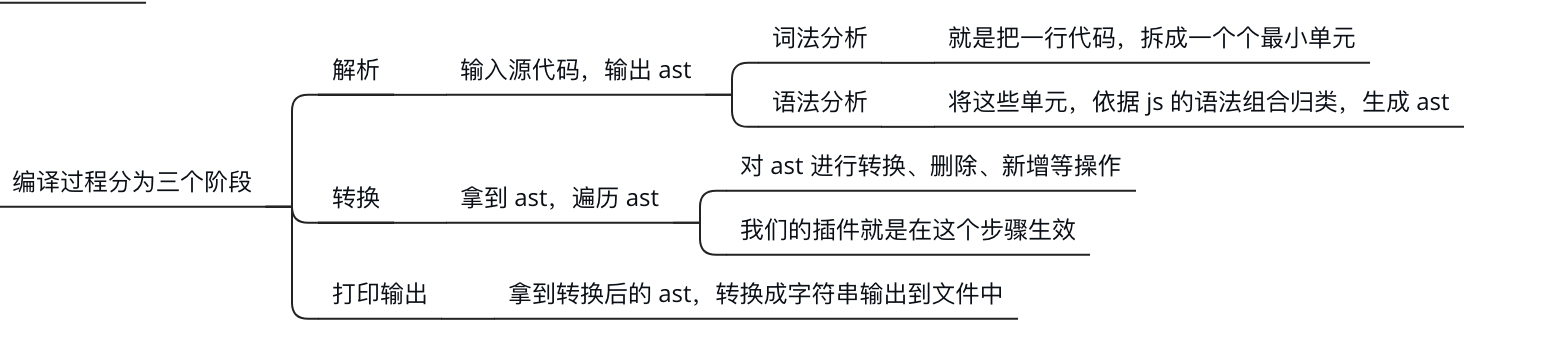 编译过程分为三个阶段
解析
输入源代码，输出 ast
词法分析
就是把一行代码，拆成一个个最小单元
语法分析
将这些单元，依据 js 的语法组合归类，生成 ast
转换
拿到 ast，遍历 ast
对 ast 进行转换、删除、新增等操作
我们的插件就是在这个步骤生效
打印输出
拿到转换后的 ast，转换成字符串输出到文件中